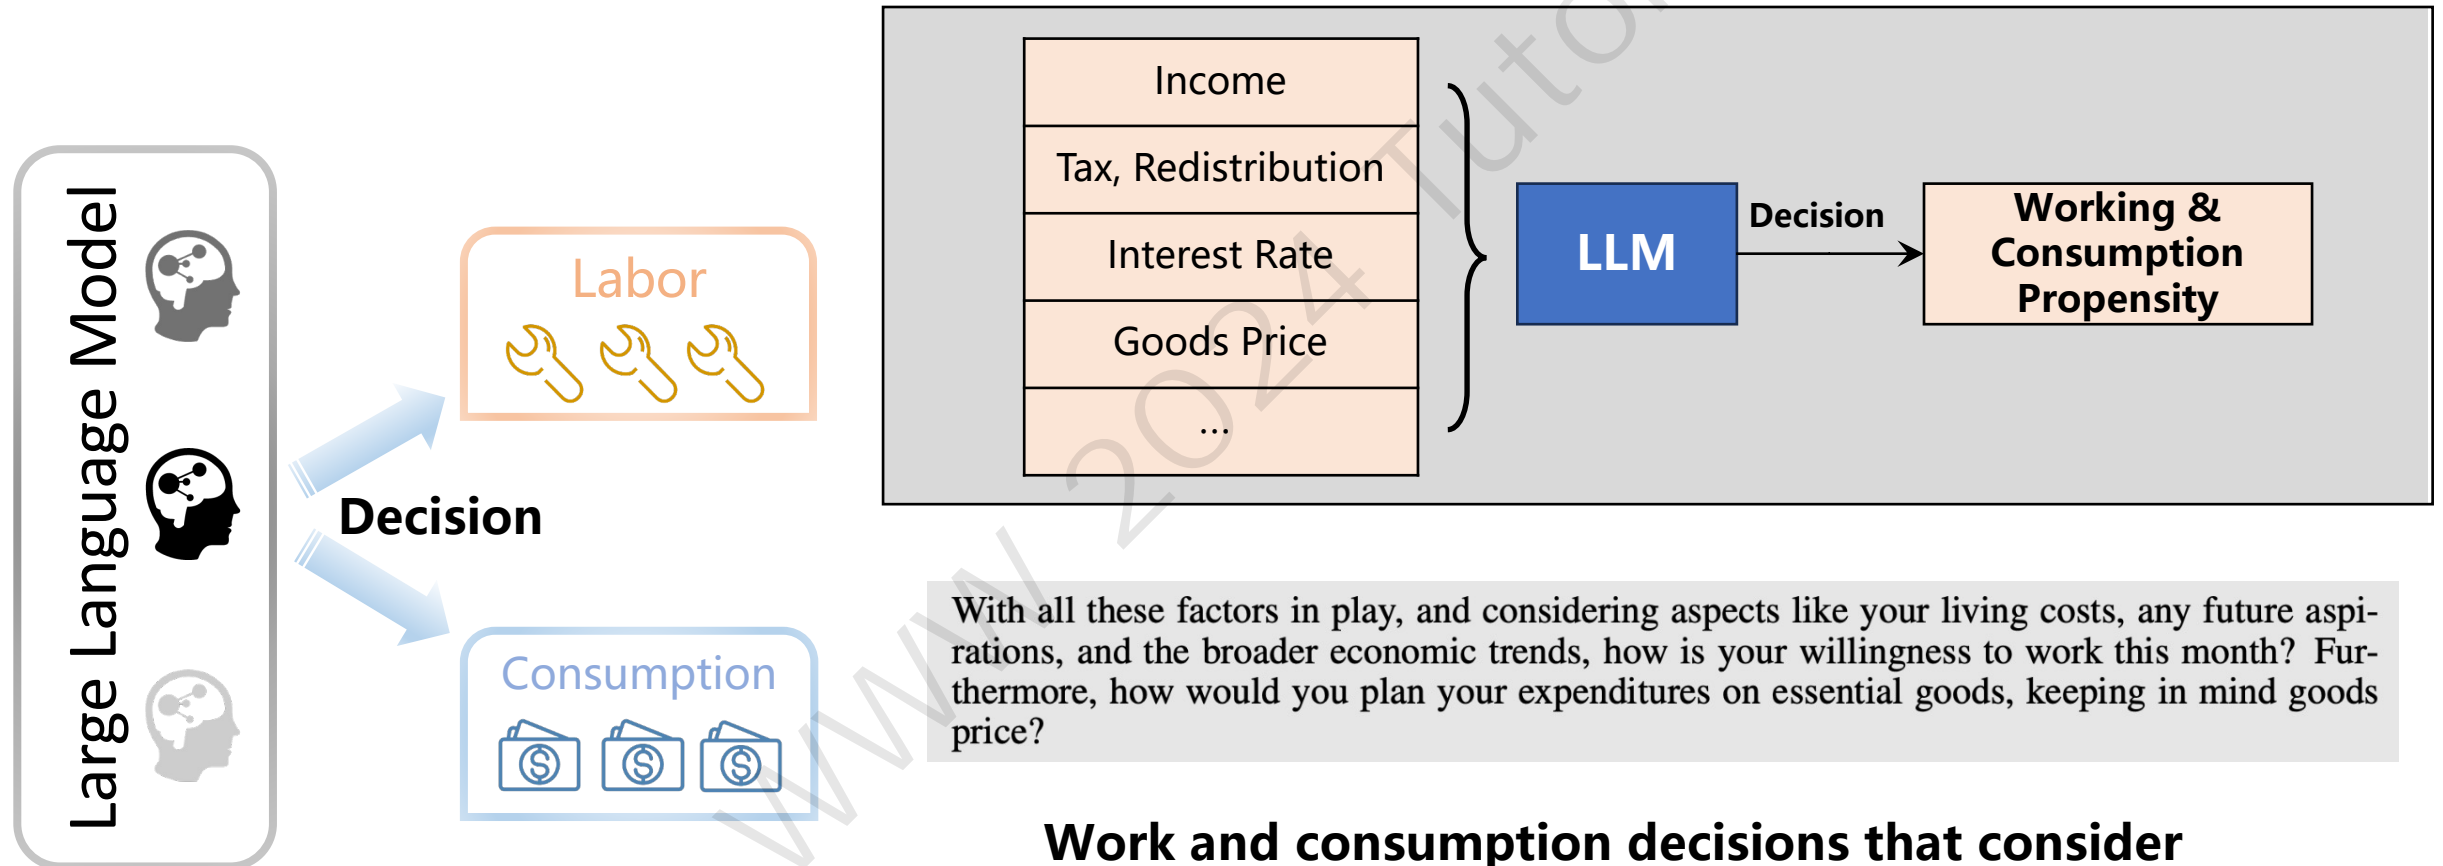 Large Language Model
Decision
Labor
Consumption
Income
Tax, Redistribution
Interest Rate
Goods Price
...
LLM
Decision
Working &
Consumption
Propensity
With all these factors in play, and considering aspects like your living costs, any future aspi-
rations, and the broader economic trends, how is your willingness to work this month? Fur-
thermore, how would you plan your expenditures on essential goods, keeping in mind goods
price?
Work and consumption decisions that consider
WWW 2024 Tuto